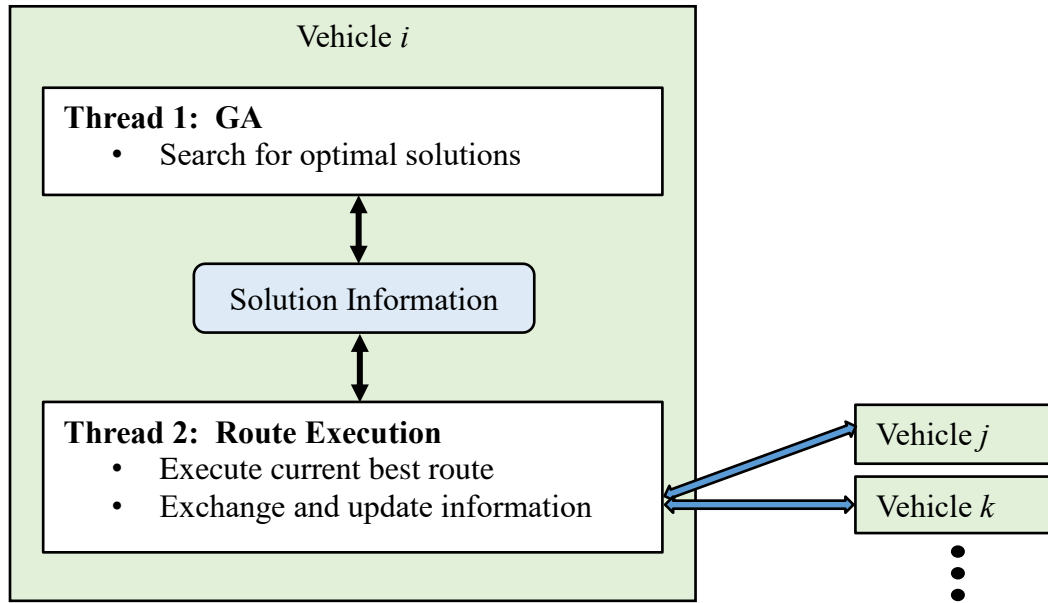 Vehicle i
Thread 1: GA
• Search for optimal solutions
Solution Information
Thread 2: Route Execution
• Execute current best route
• Exchange and update information
Vehicle j
Vehicle k